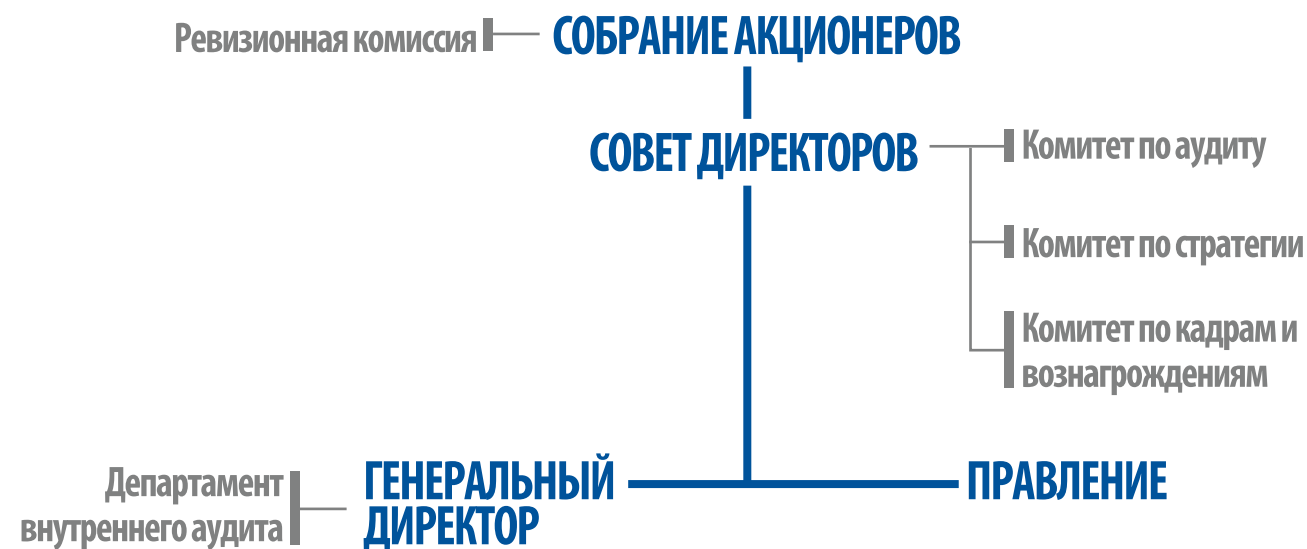 Ревизионная комиссия
СОБРАНИЕ АКЦИОНЕРОВ
СОВЕТ ДИРЕКТОРОВ
Комитет по аудиту
Комитет по стратегии
Комитет по кадрам и
вознагрождениям
Департамент
внутреннего аудита
ГЕНЕРАЛЬНЫЙ
ДИРЕКТОР
ПРАВЛЕНИЕ